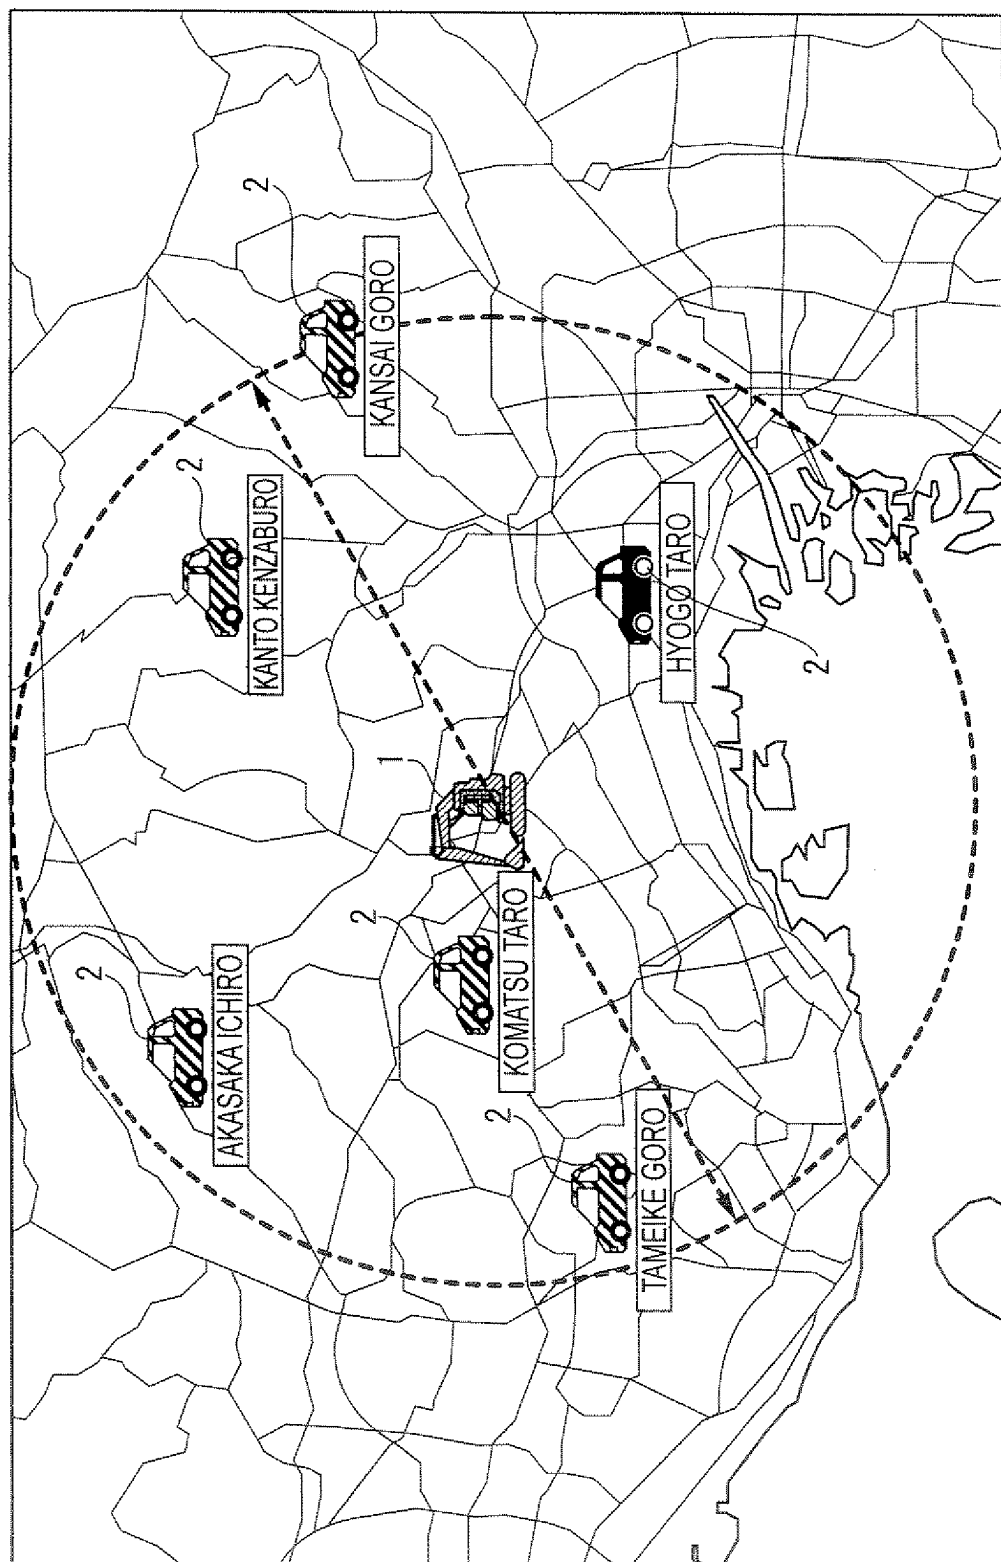 2
2
AKASAKA ICHIRO
2
KANTO KENZABURO
2
1
KANSAI GORO
2
KOMATSU TARO
TAMEIKE GORO
HYOGO TARO
2